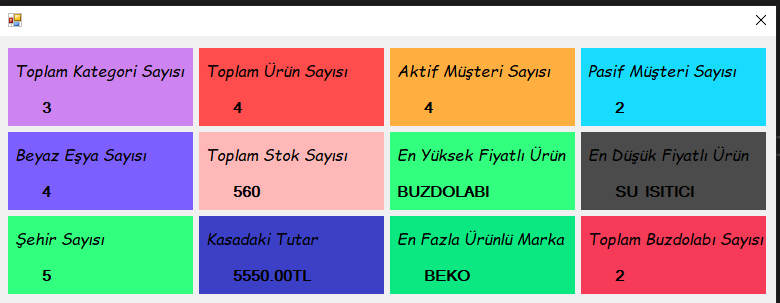 Toplam Kategori Sayısı
3
Toplam Ürün Sayısı
4
Aktif Müşteri Sayısı
4
Pasif Müşteri Sayısı
2
Beyaz Eşya Sayısı
4
Toplam Stok Sayısı
560
En Yüksek Fiyatlı Ürün
BUZDOLABI
En Düşük Fiyatlı Ürün
SU ISITICI
Şehir Sayısı
5
Kasadaki Tutar
5550.00TL
En Fazla Ürünlü Marka
BEKO
Toplam Buzdolabı Sayısı
2